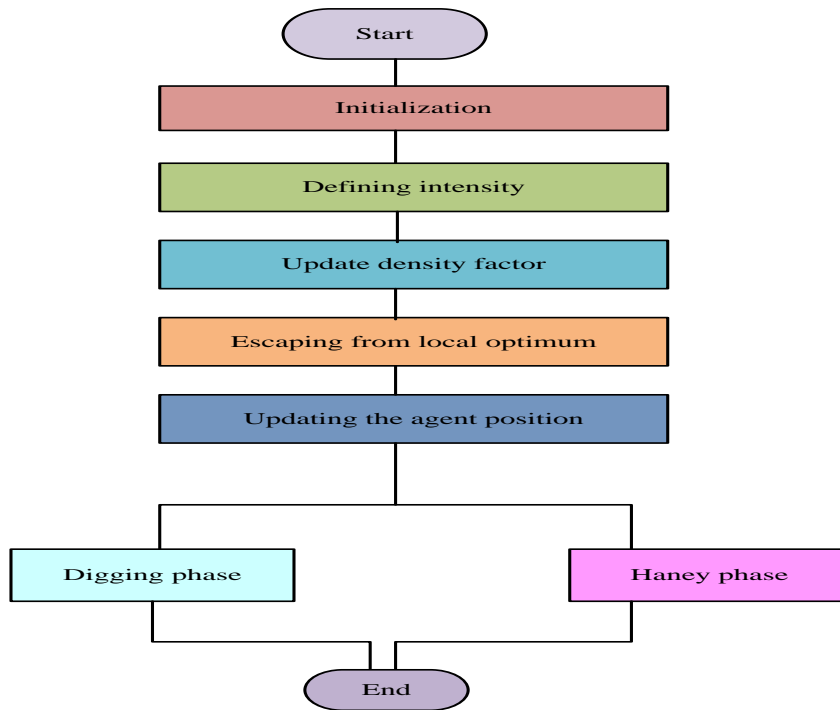 Start
Initialization
Defining intensity
Update density factor
Escaping from local optimum
Updating the agent position
Digging phase
Haney phase
End